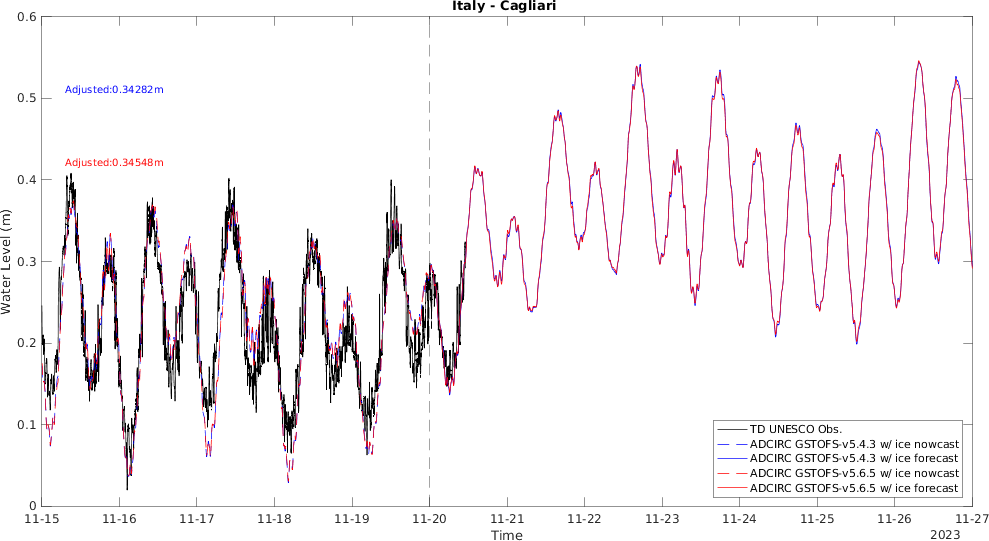 Italy - Cagliari
0.6
0.5
0.4
0.3
0.2
0.1
0
Water Level (m)
Adjusted:0.34282m
Adjusted:0.34548m
TD UNESCO Obs.
ADCIRC GSTOFS-v5.4.3 w/ ice nowcast
ADCIRC GSTOFS-v5.4.3 w/ ice forecast
ADCIRC GSTOFS-v5.6.5 w/ ice nowcast
ADCIRC GSTOFS-v5.6.5 w/ ice forecast
11-15 11-16 11-17 11-18 11-19 11-20 11-21 11-22 11-23 11-24 11-25 11-26 11-27
Time
2023